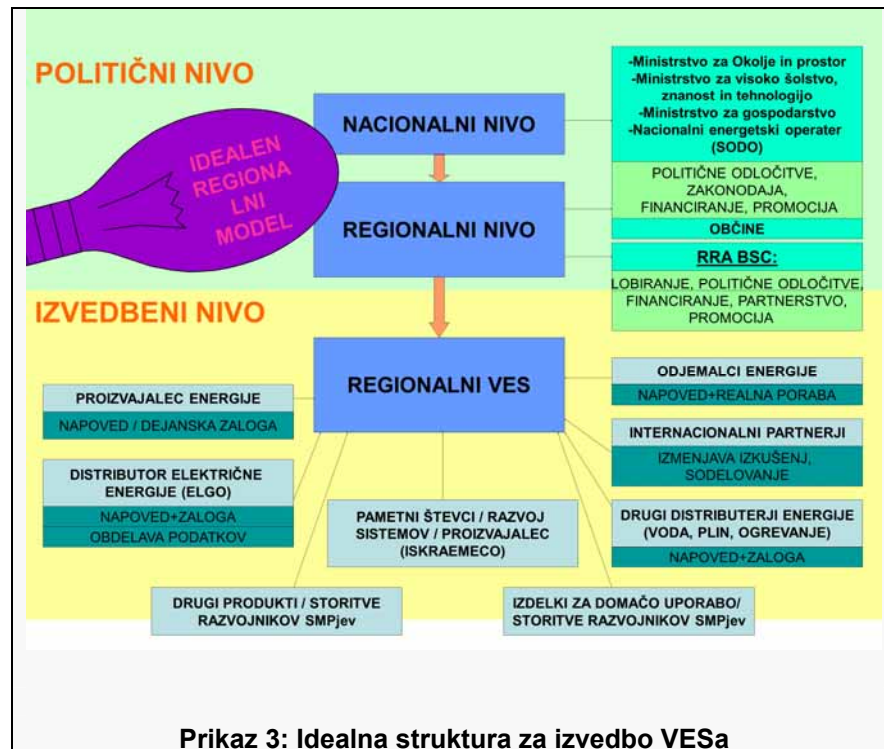 POLITIČNI NIVO
IDEALEN
REGIONA
LNI
MODEL
NACIONALNI NIVO
-Ministrstvo za Okolje in prostor
-Ministrstvo za visoko šolstvo,
znanost in tehnologijo
-Ministrstvo za gospodarstvo
-Nacionalni energetski operater
(SODO)
POLITIČNE ODLOČITVE,
ZAKONODAJA,
FINANCIRANJE, PROMOCIJA
REGIONALNI NIVO
OBČINE
RRA BSC:
LOBIRANJE, POLITIČNE ODLOČITVE,
FINANCIRANJE, PARTNERSTVO,
PROMOCIJA
IZVEDBENI NIVO
REGIONALNI VES
PROIZVAJALEC ENERGIJE
NAPOVED / DEJANSKA ZALOGA
DISTRIBUTOR ELEKTRIČNE
ENERGIJE (ELGO)
NAPOVED+ZALOGA
OBDELAVA PODATKOV
PAMETNI ŠTEVCI / RAZVOJ
SISTEMOV / PROIZVAJALEC
(ISKRAEMECO)
ODJEMALCI ENERGIJE
NAPOVED+REALNA PORABA
INTERNACIONALNI PARTNERJI
IZMENJAVA IZKUŠENJ,
SODELOVANJE
DRUGI DISTRIBUTERJI ENERGIJE
(VODA, PLIN, OGREVANJE)
NAPOVED+ZALOGA
DRUGI PRODUKTI / STORITVE
RAZVOJNIKOV SMPjev
IZDELKI ZA DOMAČO UPORABO/
STORITVE RAZVOJNIKOV SMPjev
Prikaz 3: Idealna struktura za izvedbo VESa